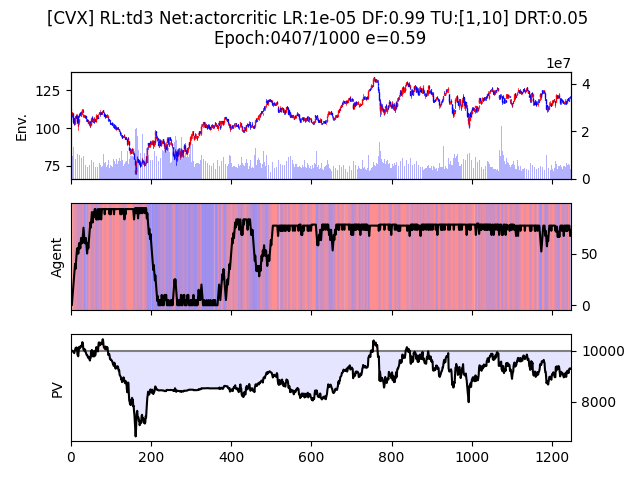 [CVX] RL:td3 Net:actorcritic LR:1e-05 DF:0.99 TU:[1,10] DRT:0.05
Epoch:0407/1000 e=0.59
1e7
125
100
75
Env.
4
2
0
Agent
50
0
PV
10000
8000
0 200 400 600 800 1000 1200